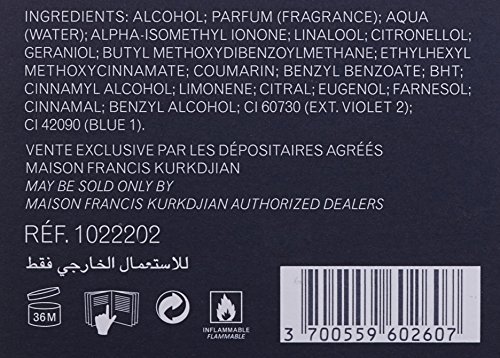 INGREDIENTS: ALCOHOL; PARFUM (FRAGRANCE); AQUA
(WATER); ALPHA-ISOMETHYL IONONE; LINALOOL; CITRONELLOL;
GERANIOL; BUTYL METHOXYDIBENZOYLMETHANE; ETHYLHEXYL
METHOXYCINNAMATE; COUMARIN; BENZYL BENZOATE; BHT;
CINNAMYL ALCOHOL; LIMONENE; CITRAL; EUGENOL; FARNESOL;
CINNAMAL; BENZYL ALCOHOL; CI 60730 (EXT. VIOLET 2);
CI 42090 (BLUE 1).
VENTE EXCLUSIVE PAR LES DÉPOSITAIRES AGRÉÉS
MAISON FRANCIS KURKDJIAN
MAY BE SOLD ONLY BY
MAISON FRANCIS KURKDJIAN AUTHORIZED DEALERS
RÉF. 1022202
للاستعمال الخارجي فقط
36M
INFLAMMABLE
FLAMMABLE
3 700559 602607